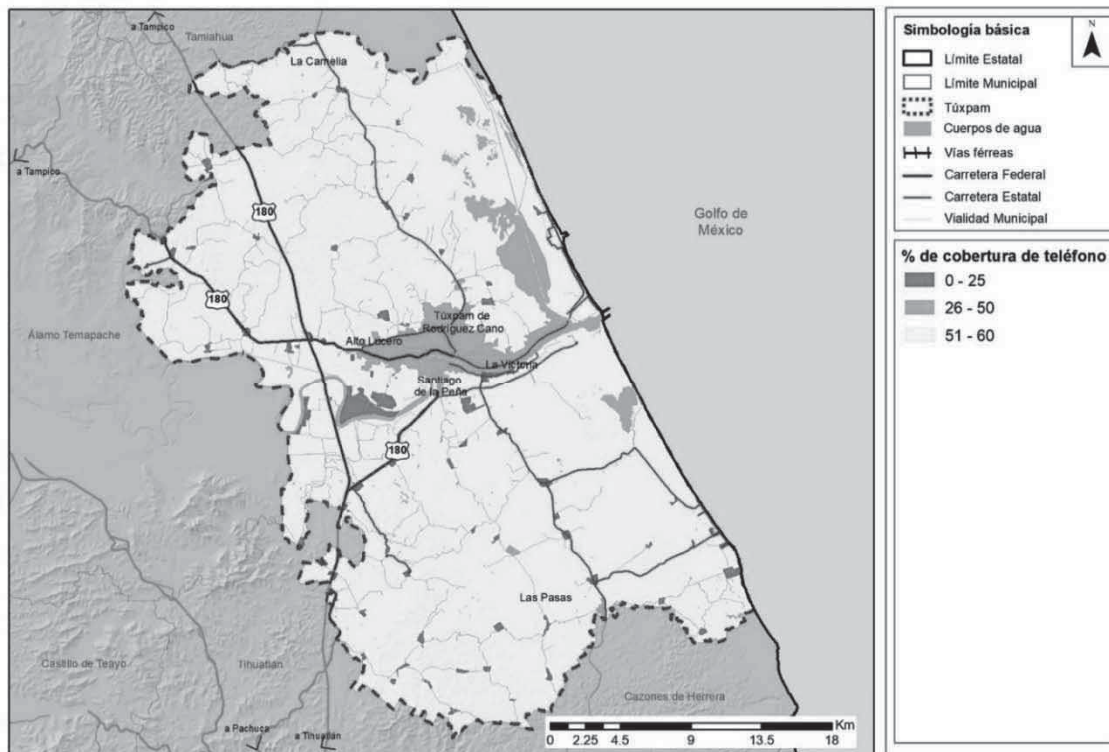 a Tampico
Tamiahua
La Camelia
a Tampico
180
180
Golfo de
México
Álamo Temapache
Túxpam de
Rodríguez Cano
Alto Lucero
La Victoria
Santiago
de la Peña
180
Las Pasas
Castillo de Teayo
Tihuatlán
Cazones de Herrera
a Pachuca
a Tihuatlán
Km
0 2.25 4.5 9 13.5 18
Simbología básica
N
Límite Estatal
Límite Municipal
Túxpam
Cuerpos de agua
Vías férreas
Carretera Federal
Carretera Estatal
Vialidad Municipal
% de cobertura de teléfono
0 - 25
26 - 50
51 - 60